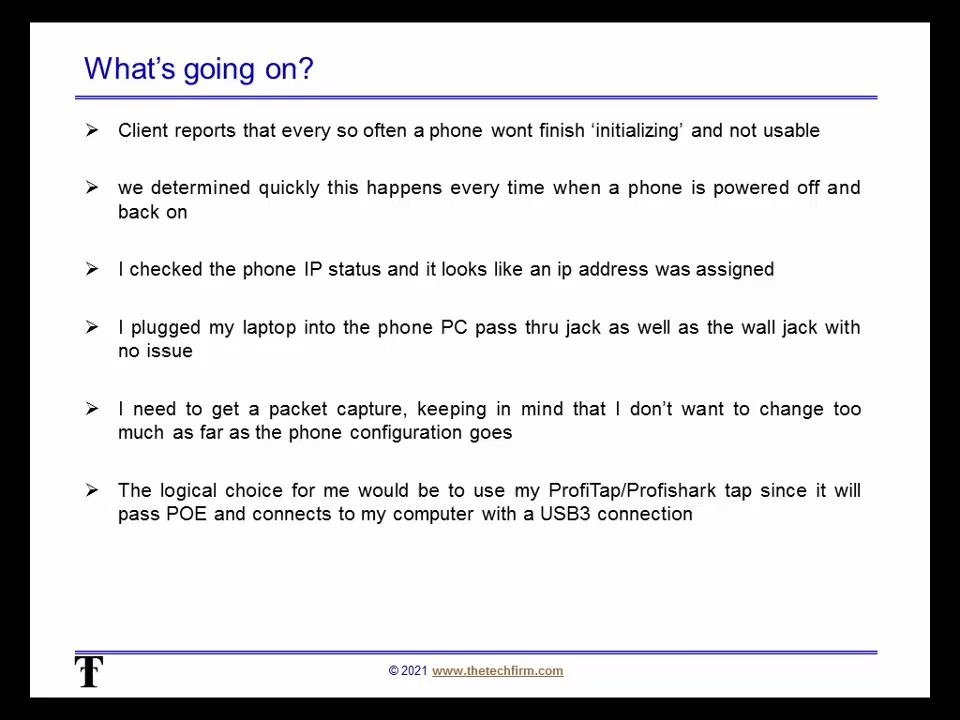 What's going on?
Client reports that every so often a phone wont finish ‘initializing’ and not usable
we determined quickly this happens every time when a phone is powered off and
back on
I checked the phone IP status and it looks like an ip address was assigned
I plugged my laptop into the phone PC pass thru jack as well as the wall jack with
no issue
I need to get a packet capture, keeping in mind that I don’t want to change too
much as far as the phone configuration goes
The logical choice for me would be to use my ProfiTap/Profishark tap since it will
pass POE and connects to my computer with a USB3 connection
© 2021 www.thetechfirm.com